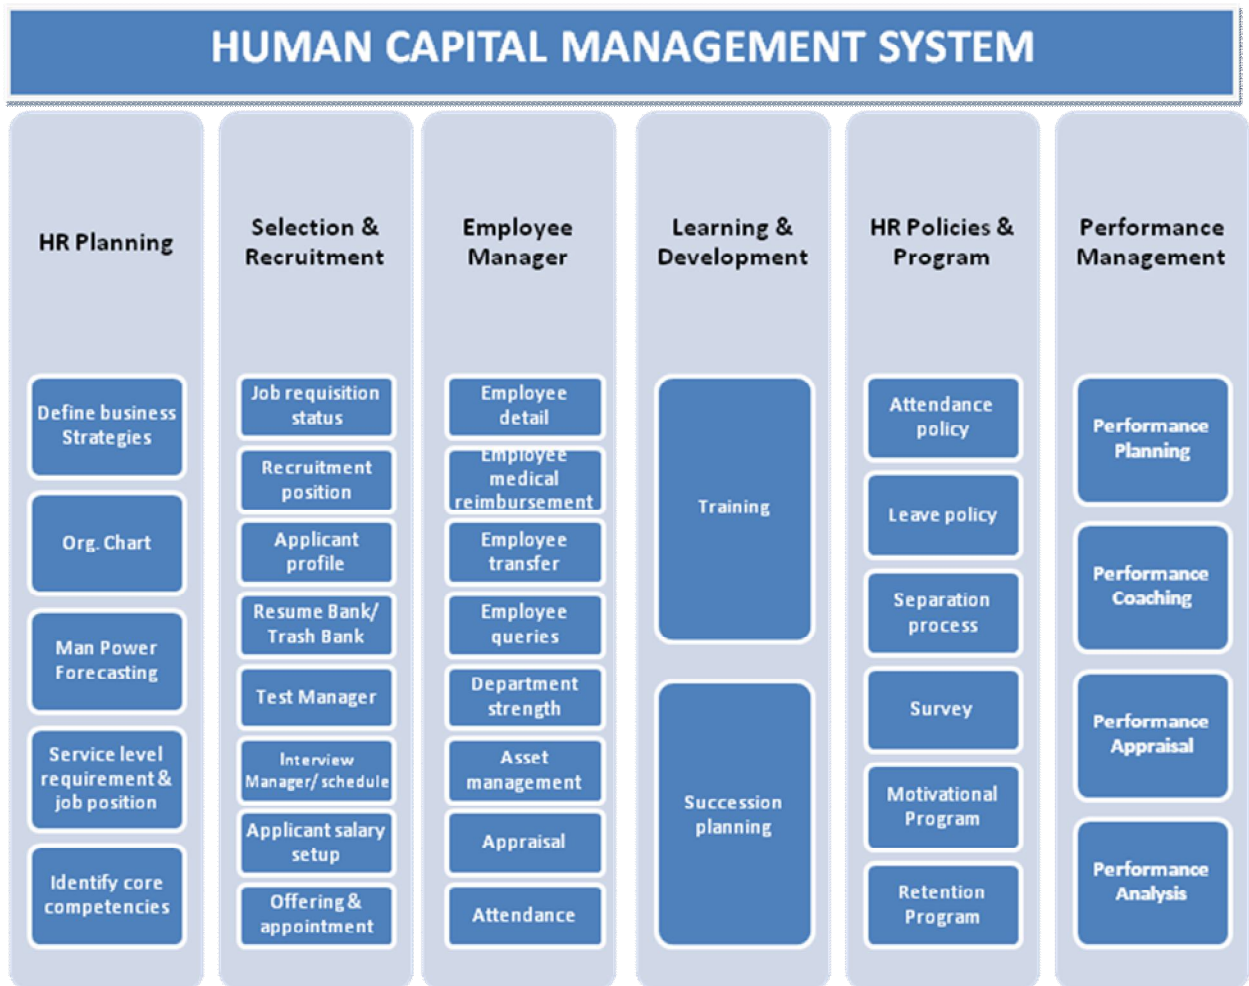 HUMAN CAPITAL MANAGEMENT SYSTEM
HR Planning
Define business
Strategies
Org. Chart
Man Power
Forecasting
Service level
requirement &
job position
Identify core
competencies
Selection &
Recruitment
Job requisition
status
Recruitment
position
Applicant
profile
Resume Bank/
Trash Bank
Test Manager
Interview
Manager/ schedule
Applicant salary
setup
Offering &
appointment
Employee
Manager
Employee
detail
Employee
medical
reimbursement
Employee
transfer
Employee
queries
Department
strength
Asset
management
Appraisal
Attendance
Learning &
Development
Training
Succession
planning
HR Policies &
Program
Attendance
policy
Leave policy
Separation
process
Survey
Motivational
Program
Retention
Program
Performance
Management
Performance
Planning
Performance
Coaching
Performance
Appraisal
Performance
Analysis